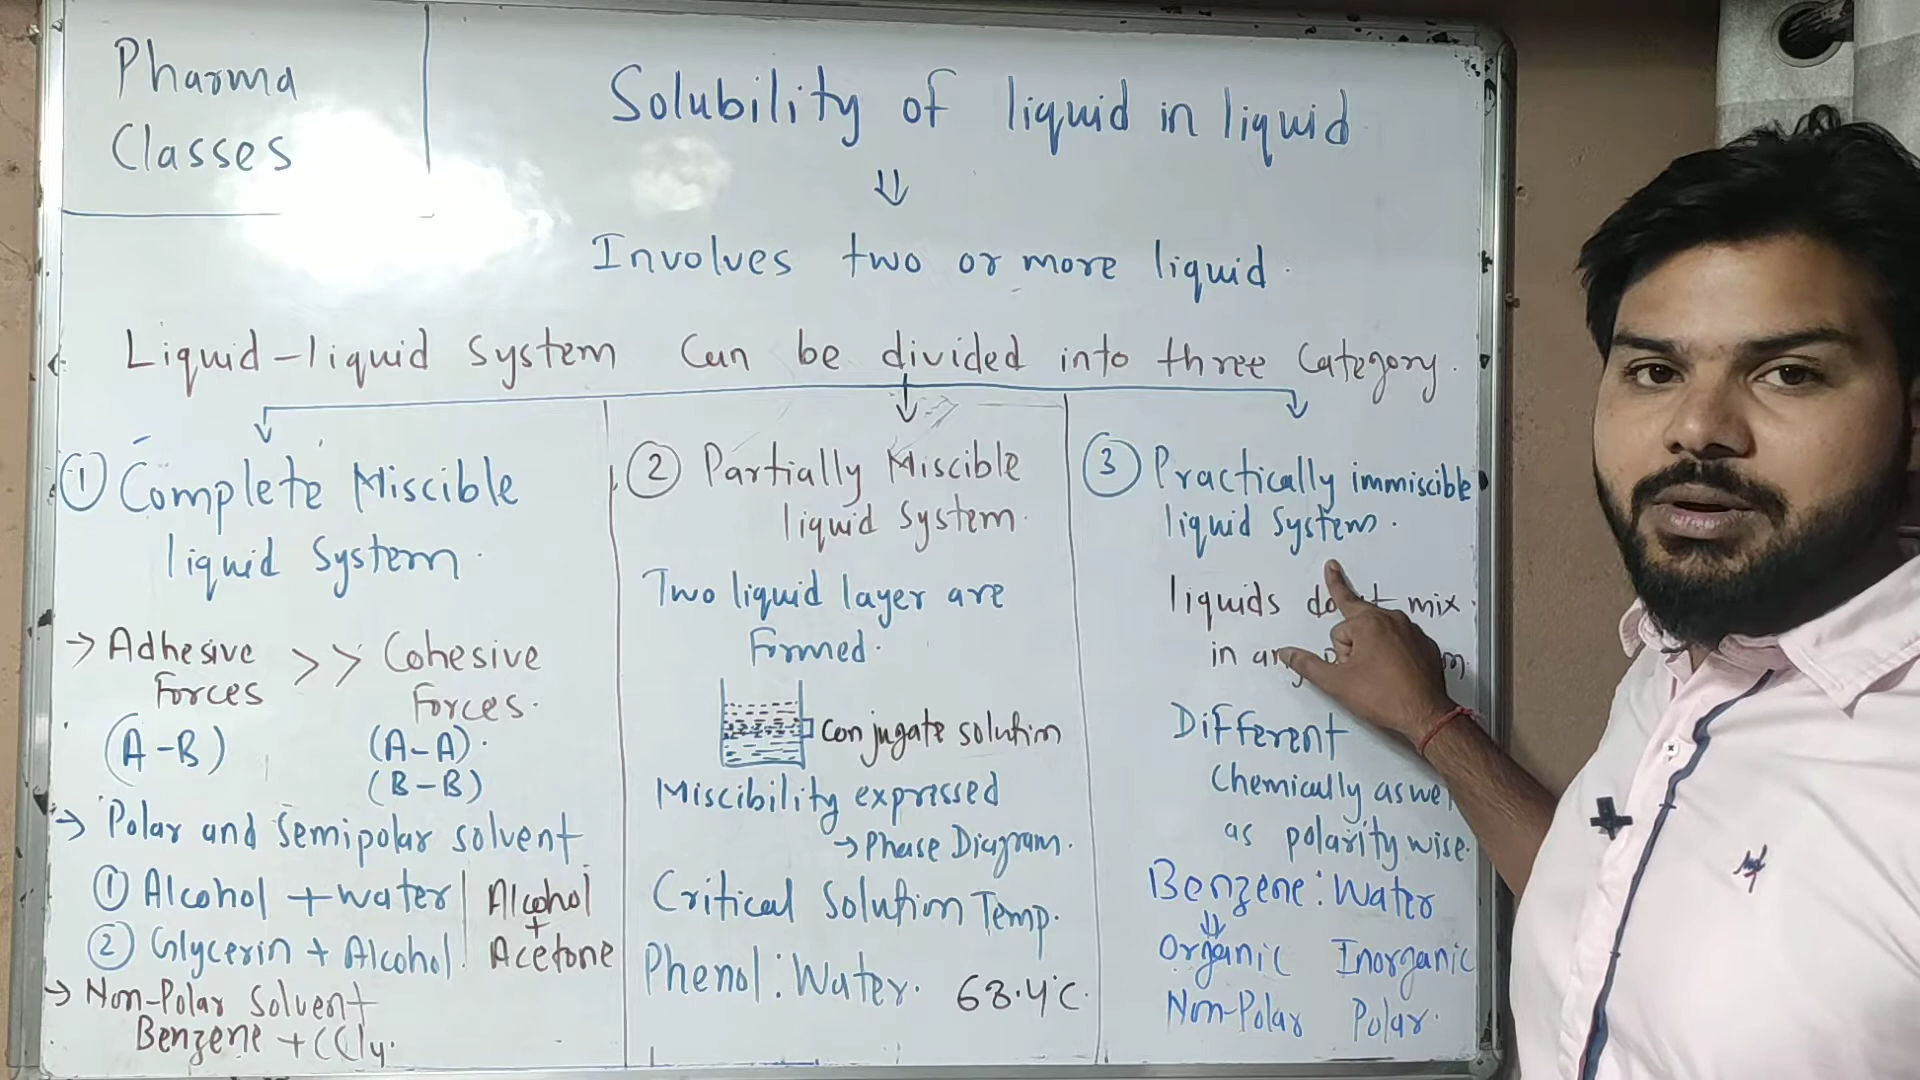 Pharma
Classes
Solubility of liquid in liquid
⇓
Involves two or more liquid.
Liquid-liquid system Can be divided into three Category.
① Complete Miscible
liquid System.
→ Adhesive >> Cohesive
Forces Forces.
(A-B) (A-A).
(B-B)
→ Polar and semipolar solvent
① Alcohol + water | Alcohol
+
② Glycerin + Alcohol. Acetone
→ Non-Polar Solvent
Benzene + CCl4.
② Partially Miscible
liquid System.
Two liquid layer are
Formed.
Conjugate solution
Miscibility expressed
→ Phase Diagram.
Critical Solution Temp.
Phenol : Water. 68.4°C.
③ Practically immiscible
liquid System.
liquids mix.
in
Different
Chemically as
as polarity wise.
Benzene : Water
⇓
Organic Inorganic
Non-Polar Polar.